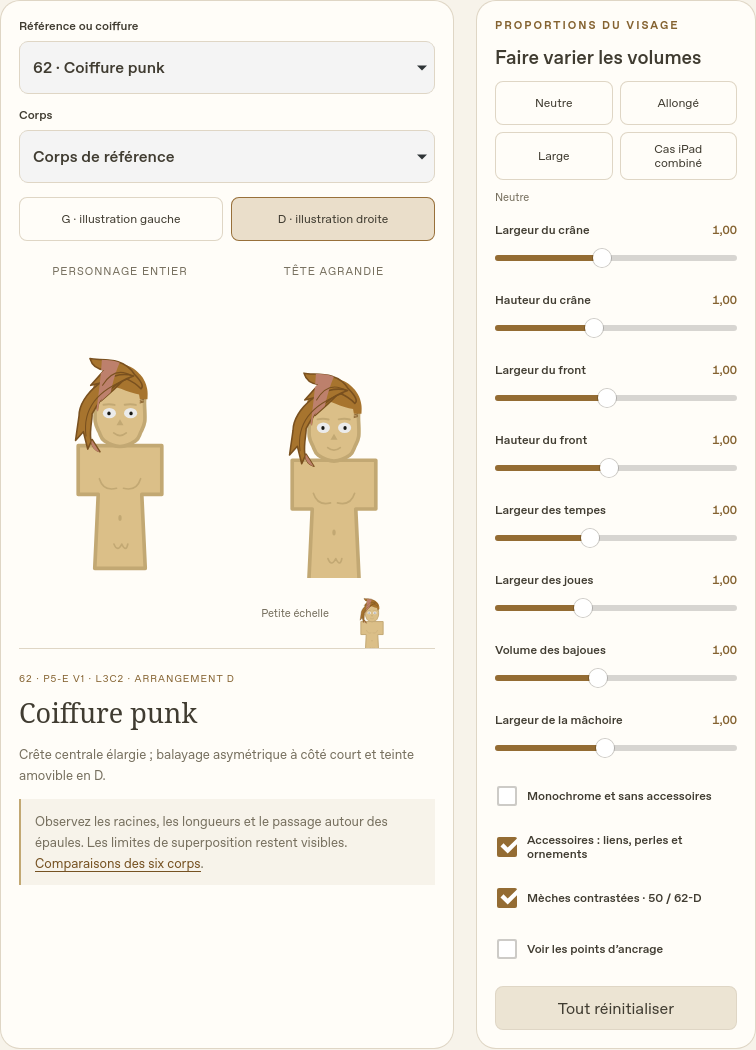 Référence ou coiffure
62 · Coiffure punk
Corps
Corps de référence
G · illustration gauche
D · illustration droite
PERSONNAGE ENTIER
TÊTE AGRANDIE
Petite échelle
62 · P5-E V1 · L3C2 · ARRANGEMENT D
Coiffure punk
Crête centrale élargie ; balayage asymétrique à côté court et teinte
amovible en D.
Observez les racines, les longueurs et le passage autour des
épaules. Les limites de superposition restent visibles.
Comparaisons des six corps.
PROPORTIONS DU VISAGE
Faire varier les volumes
Neutre
Allongé
Large
Cas iPad
combiné
Neutre
Largeur du crâne 1,00
Hauteur du crâne 1,00
Largeur du front 1,00
Hauteur du front 1,00
Largeur des tempes 1,00
Largeur des joues 1,00
Volume des bajoues 1,00
Largeur de la mâchoire 1,00
Monochrome et sans accessoires
Accessoires : liens, perles et
ornements
Mèches contrastées · 50 / 62-D
Voir les points d’ancrage
Tout réinitialiser